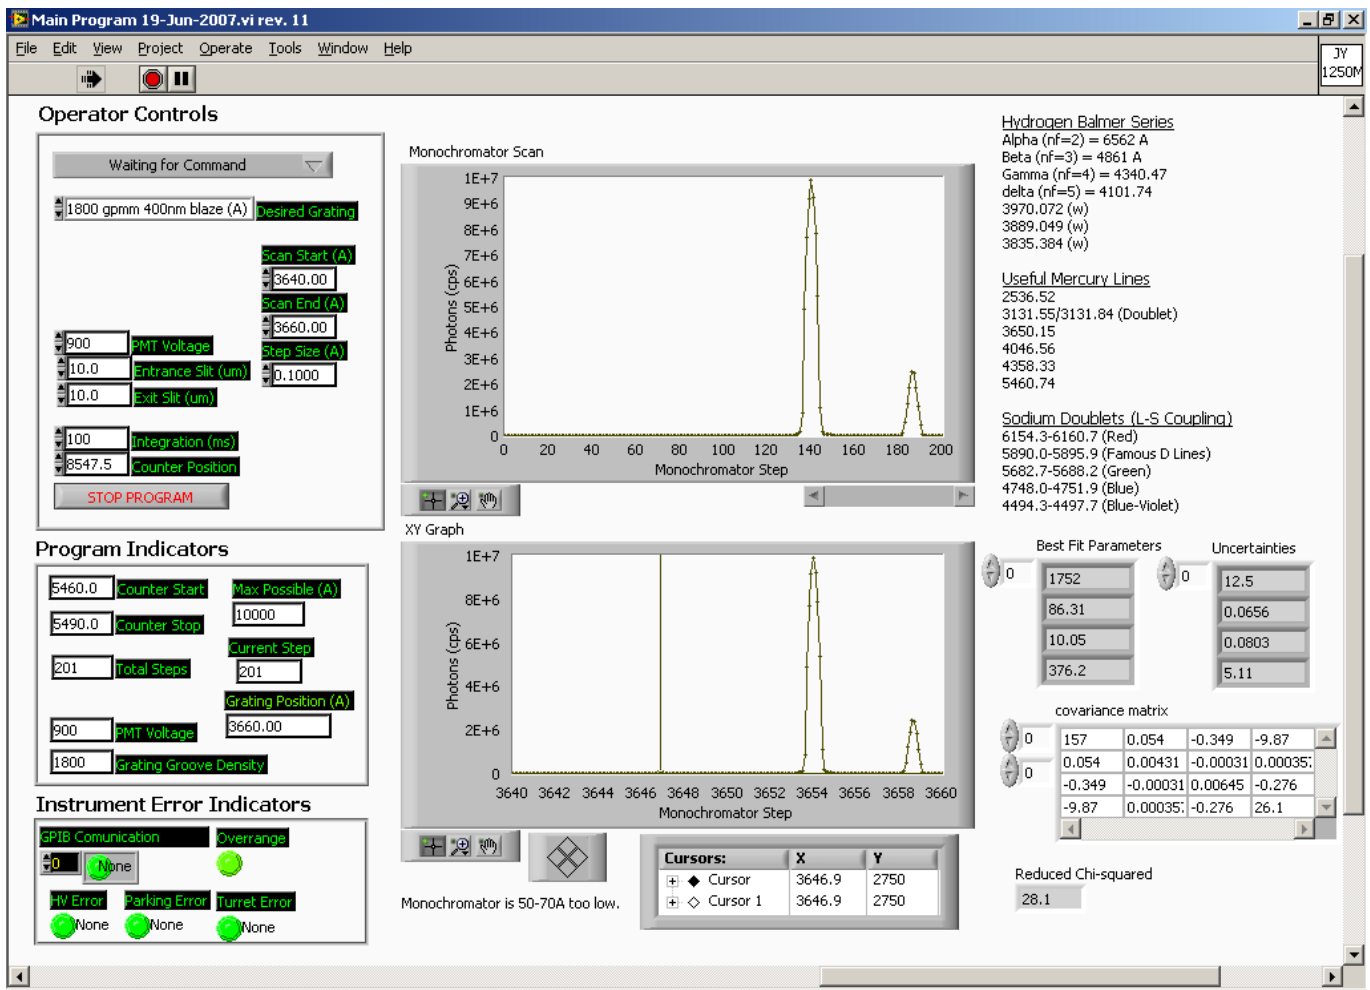 Main Program 19-Jun-2007.vi rev. 11
File Edit View Project Operate Tools Window Help
JY
1250M
Operator Controls
Waiting for Command
1800 gpmm 400nm blaze (A) Desired Grating
Scan Start (A)
3640.00
Scan End (A)
3660.00
Step Size (A)
0.1000
900 PMT Voltage
10.0 Entrance Slit (um)
10.0 Exit Slit (um)
100 Integration (ms)
8547.5 Counter Position
STOP PROGRAM
Program Indicators
5460.0 Counter Start
5490.0 Counter Stop
201 Total Steps
900 PMT Voltage
1800 Grating Groove Density
Max Possible (A)
10000
Current Step
201
Grating Position (A)
3660.00
Instrument Error Indicators
GPIB Comunication
0 None
Overrange
HV Error Parking Error Turret Error
None None None
Monochromator Scan
Photons (cps)
1E+7
9E+6
8E+6
7E+6
6E+6
5E+6
4E+6
3E+6
2E+6
1E+6
0
0 20 40 60 80 100 120 140 160 180 200
Monochromator Step
XY Graph
Photons (cps)
1E+7
8E+6
6E+6
4E+6
2E+6
0
3640 3642 3644 3646 3648 3650 3652 3654 3656 3658 3660
Monochromator Step
Monochromator is 50-70A too low.
Cursors: X Y
Cursor 3646.9 2750
Cursor 1 3646.9 2750
Hydrogen Balmer Series
Alpha (nf=2) = 6562 A
Beta (nf=3) = 4861 A
Gamma (nf=4) = 4340.47
delta (nf=5) = 4101.74
3970.072 (w)
3889.049 (w)
3835.384 (w)
Useful Mercury Lines
2536.52
3131.55/3131.84 (Doublet)
3650.15
4046.56
4358.33
5460.74
Sodium Doublets (L-S Coupling)
6154.3-6160.7 (Red)
5890.0-5895.9 (Famous D Lines)
5682.7-5688.2 (Green)
4748.0-4751.9 (Blue)
4494.3-4497.7 (Blue-Violet)
Best Fit Parameters
0
1752
86.31
10.05
376.2
Uncertainties
0
12.5
0.0656
0.0803
5.11
covariance matrix
0
0
157 0.054 -0.349 -9.87
0.054 0.00431 -0.00031 0.00035
-0.349 -0.00031 0.00645 -0.276
-9.87 0.00035 -0.276 26.1
Reduced Chi-squared
28.1